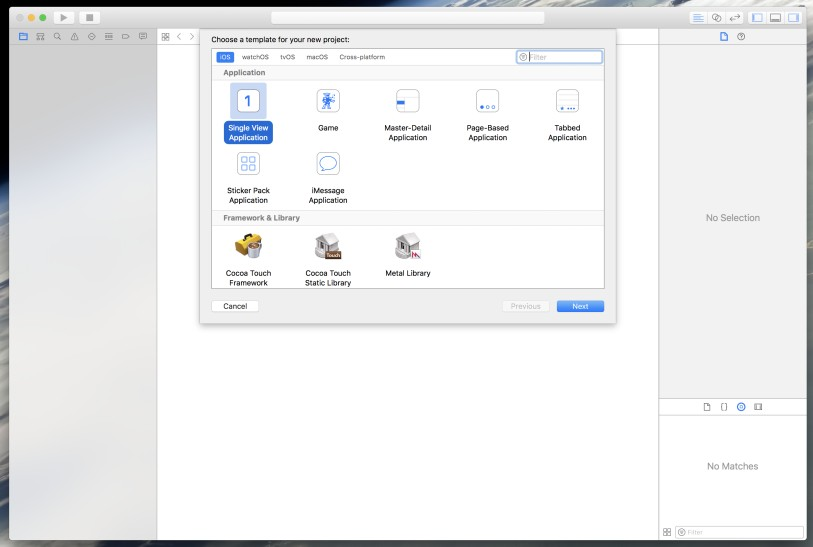 Choose a template for your new project:
iOS watchOS tvOS macOS Cross-platform Filter
Application
1
Single View Application
Game
Master-Detail Application
Page-Based Application
Tabbed Application
Sticker Pack Application
iMessage Application
Framework & Library
Touch
Cocoa Touch Framework
Cocoa Touch Static Library
Metal Library
Cancel Previous Next
No Selection
No Matches
Filter